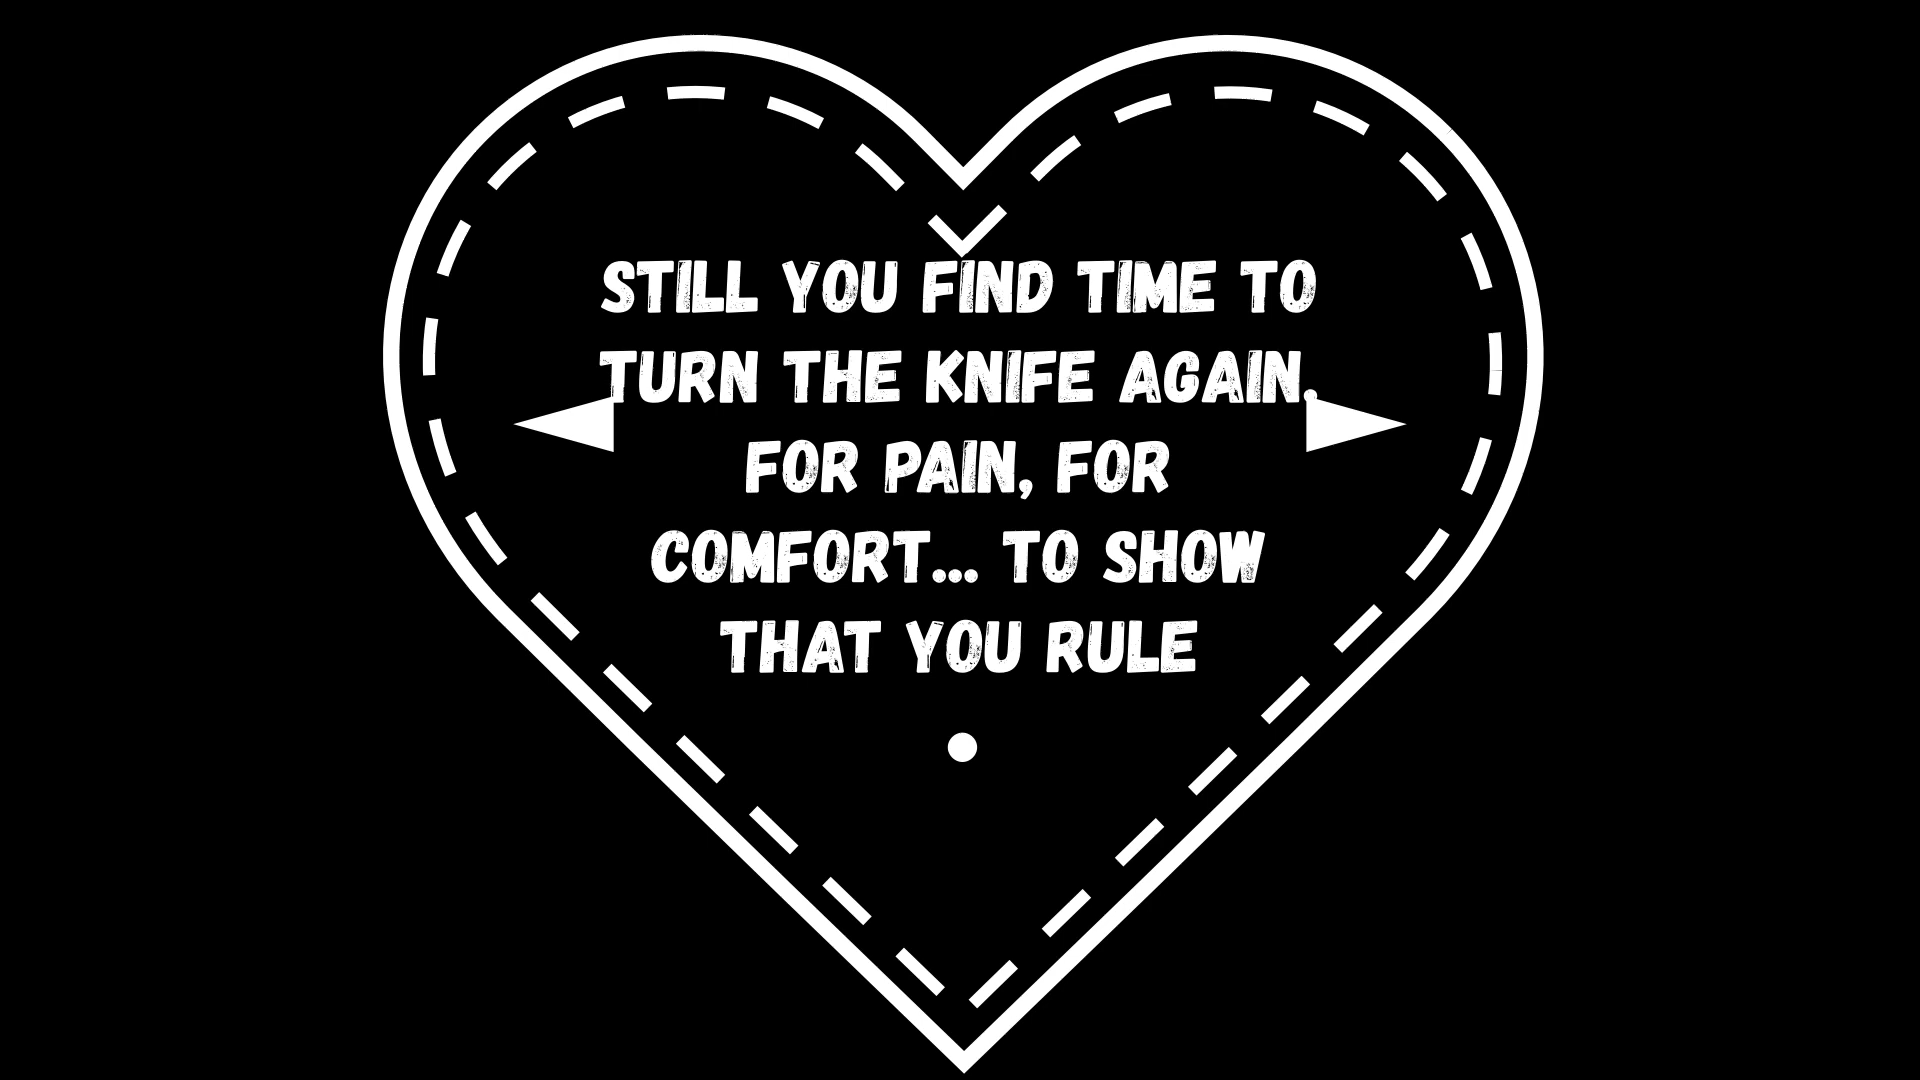 STILL YOU FIND TIME TO
TURN THE KNIFE AGAIN.
FOR PAIN, FOR
COMFORT... TO SHOW
THAT YOU RULE